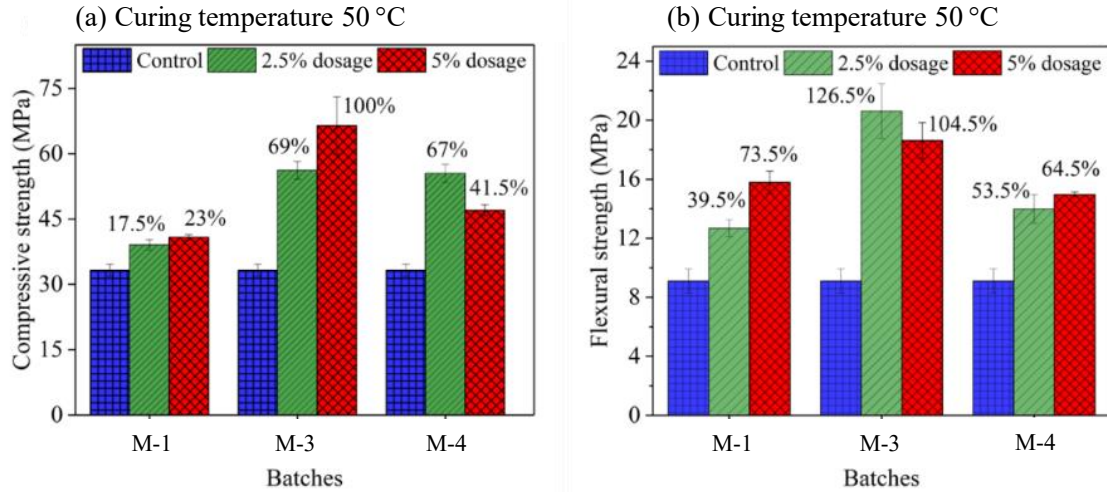 (a) Curing temperature 50 °C
Control 2.5% dosage 5% dosage
Compressive strength (MPa)
75
60
45
30
15
0
17.5%
23%
69%
100%
67%
41.5%
M-1 M-3 M-4
Batches
(b) Curing temperature 50 °C
Control 2.5% dosage 5% dosage
Flexural strength (MPa)
24
20
16
12
8
4
0
39.5%
73.5%
126.5%
104.5%
53.5%
64.5%
M-1 M-3 M-4
Batches